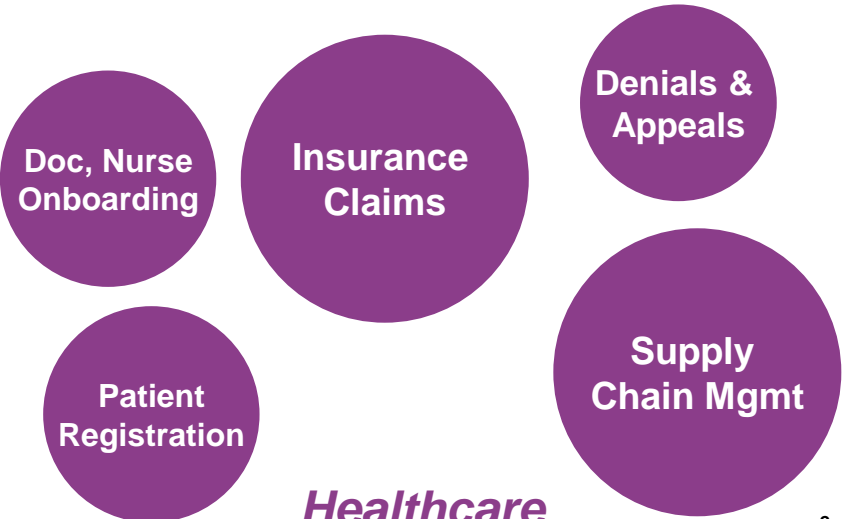 Denials &
Appeals
Insurance
Claims
Doc, Nurse
Onboarding
Supply
Chain Mgmt
Patient
Registration
Healthcare